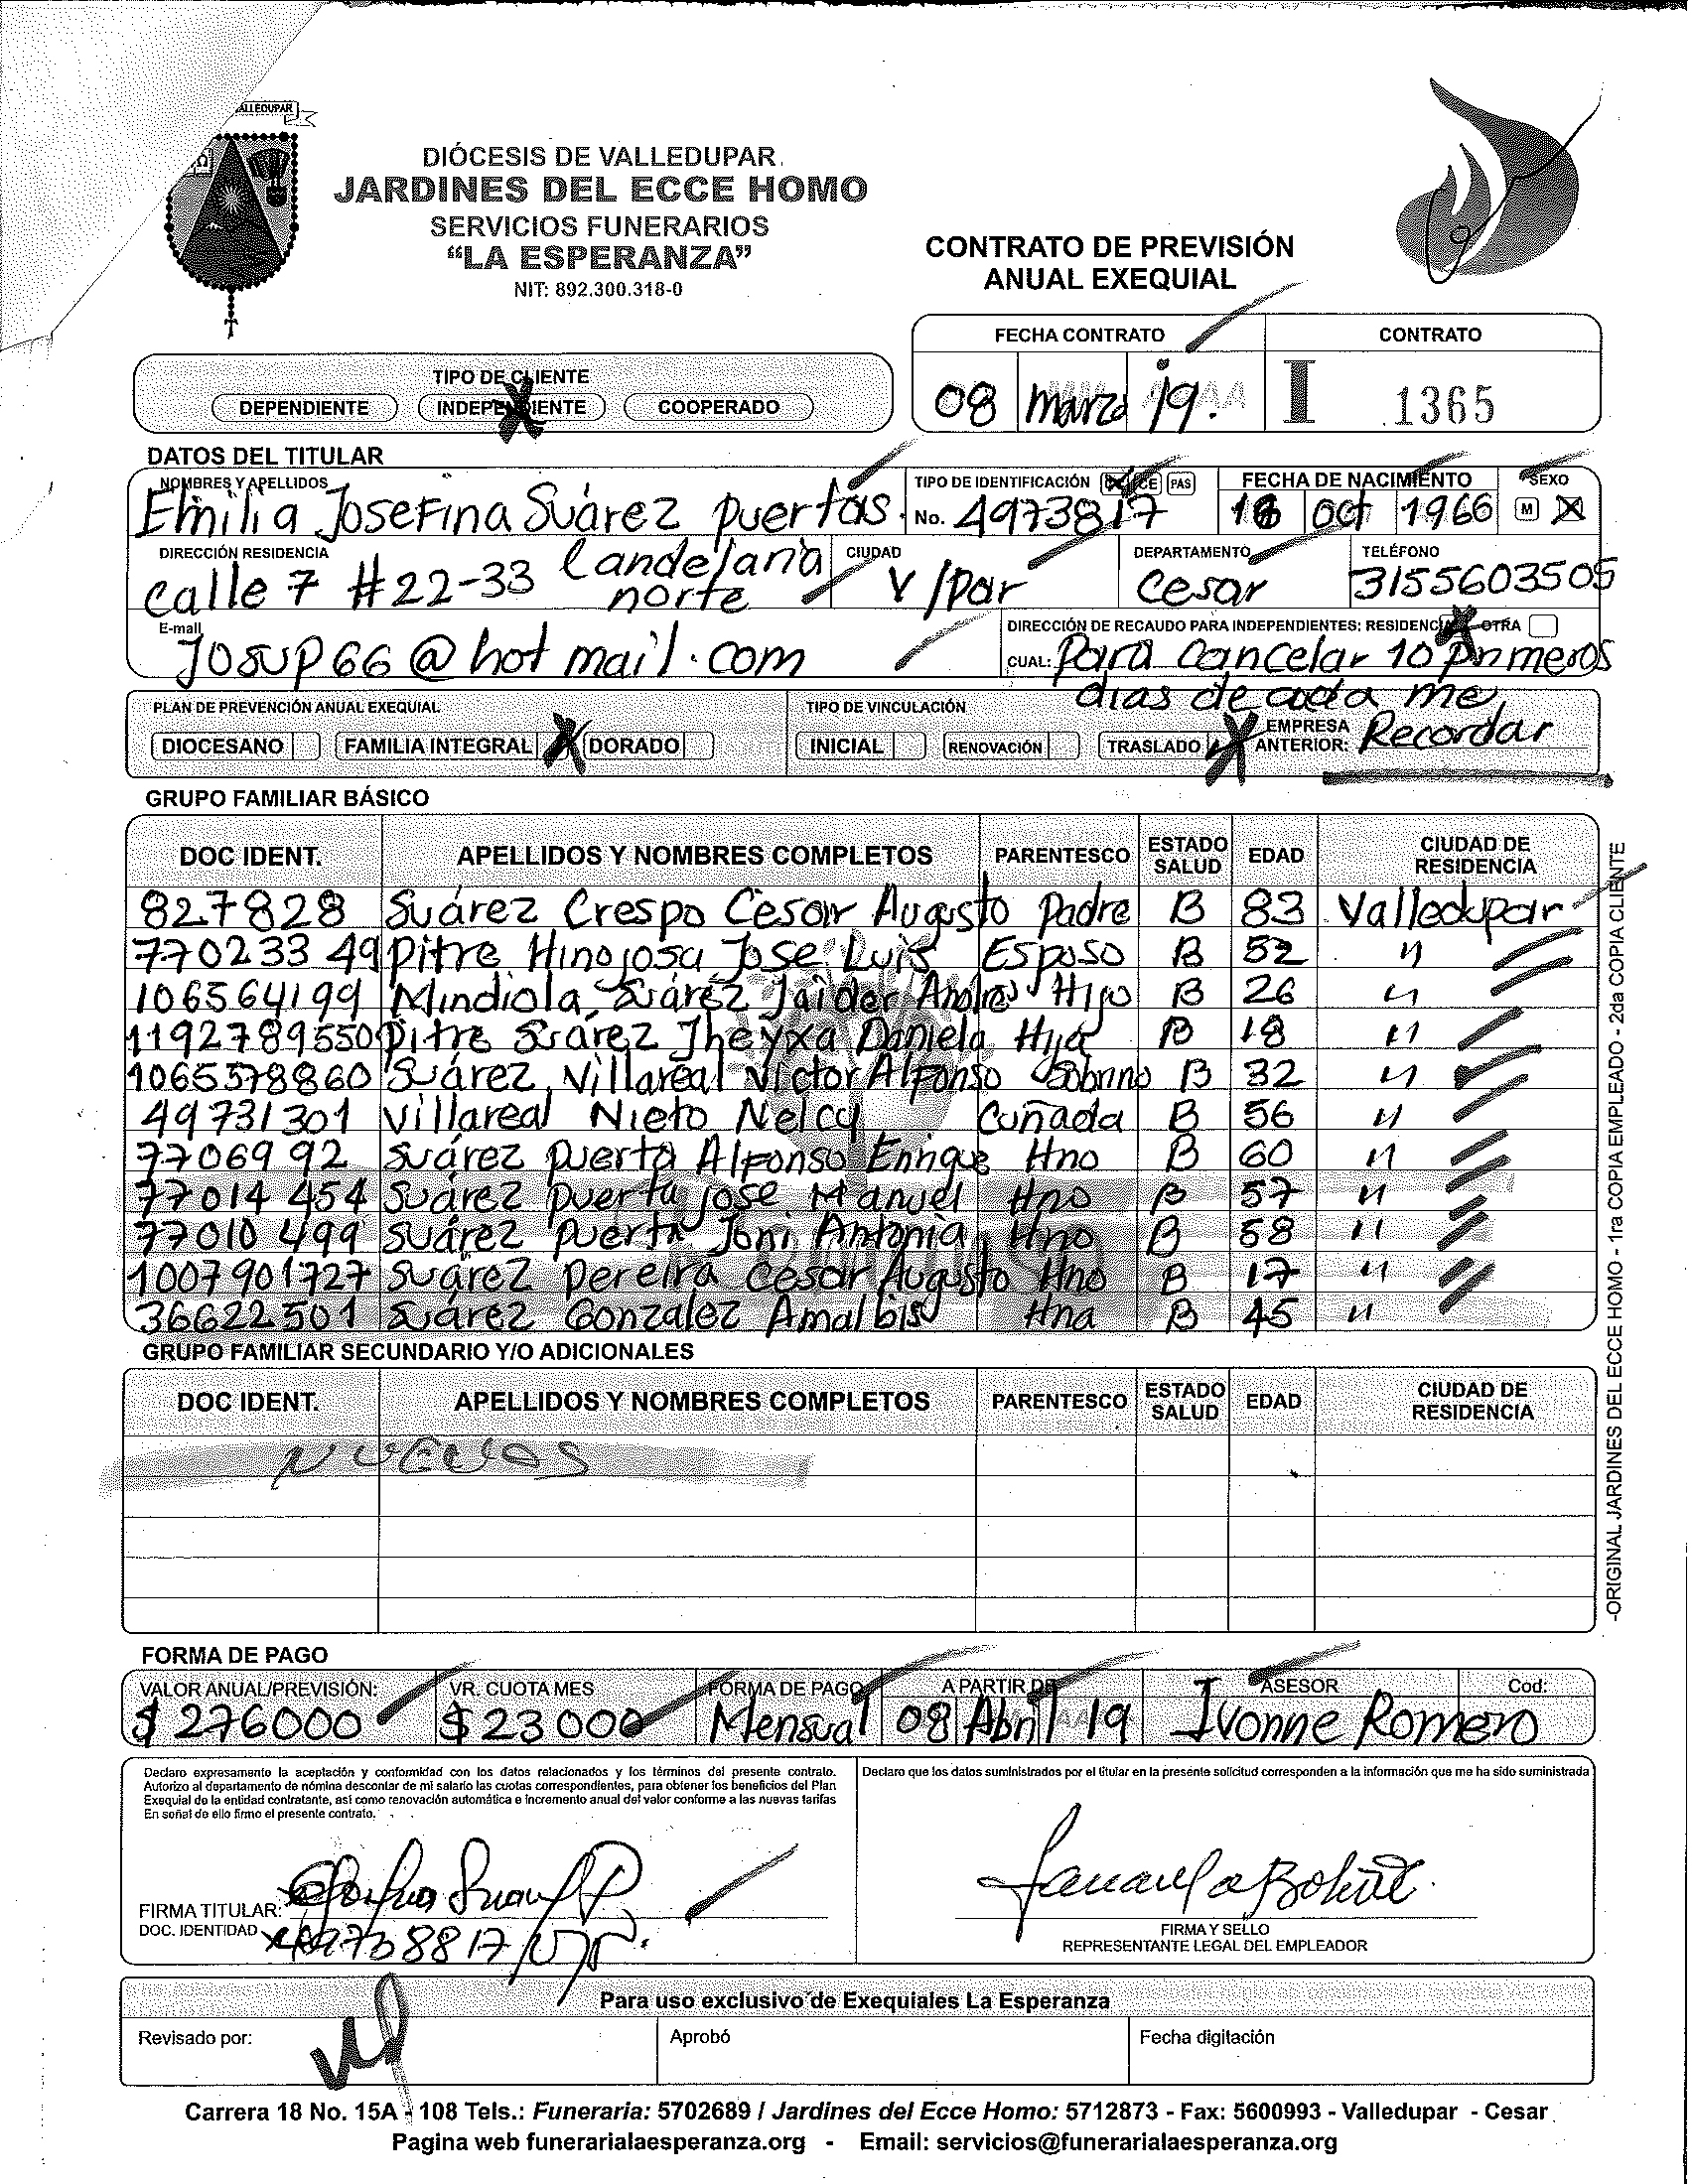 ALLEDUPAR
DIÓCESIS DE VALLEDUPAR
JARDINES DEL ECCE HOMO
SERVICIOS FUNERARIOS
“LA ESPERANZA”
NIT: 892.300.318-0
CONTRATO DE PREVISIÓN
ANUAL EXEQUIAL
FECHA CONTRATO CONTRATO
08 marzo 19. I 1365
TIPO DE CLIENTE
DEPENDIENTE INDEPENDIENTE COOPERADO
DATOS DEL TITULAR
NOMBRES Y APELLIDOS TIPO DE IDENTIFICACIÓN CE PAS FECHA DE NACIMIENTO SEXO
Emilia Josefina Suárez puertas. No. 49738817 oct 1966 M
DIRECCIÓN RESIDENCIA CIUDAD DEPARTAMENTO TELÉFONO
calle 7 #22-33 Candelaria norte V/par Cesar 3155603505
E-mail DIRECCIÓN DE RECAUDO PARA INDEPENDIENTES: RESIDENCIA OTRA
Josup66@hotmail.com CUAL: Para cancelar 10 primeros
dias de cada me
PLAN DE PREVENCIÓN ANUAL EXEQUIAL TIPO DE VINCULACIÓN
DIOCESANO FAMILIA INTEGRAL X DORADO INICIAL RENOVACIÓN TRASLADO X EMPRESA ANTERIOR: Recordar
GRUPO FAMILIAR BÁSICO
DOC IDENT. APELLIDOS Y NOMBRES COMPLETOS PARENTESCO ESTADO SALUD EDAD CIUDAD DE RESIDENCIA
827828 Suárez Crespo Cesar Augusto Padre B 83 Valledupar
77023349 Pitre Hinojosa Jose Luis Esposo B 52 "
106564199 Mindiola Suárez Jaider Andres Hijo B 26 "
1192789550 Pitre Suárez Jheyxa Daniela Hija B 18 "
1065578860 Suárez Villareal Victor Alfonso Sobrino B 32 "
49731301 Villareal Nieto Nelcy Cuñada B 56 "
7706992 Suárez puerta Alfonso Enrique Hno B 60 "
77014454 Suárez puerta jose Manuel Hno B 57 "
77010499 Suárez Puerta Joni Antonia Hno B 58 "
1007901727 Suárez Pereira Cesar Augusto Hno B 17 "
36622501 Suárez Gonzalez Amalbis Hna B 45 "
GRUPO FAMILIAR SECUNDARIO Y/O ADICIONALES
DOC IDENT. APELLIDOS Y NOMBRES COMPLETOS PARENTESCO ESTADO SALUD EDAD CIUDAD DE RESIDENCIA
NUEVOS
-ORIGINAL JARDINES DEL ECCE HOMO - 1ra COPIA EMPLEADO - 2da COPIA CLIENTE
FORMA DE PAGO
VALOR ANUAL/PREVISIÓN: VR. CUOTA MES FORMA DE PAGO A PARTIR DE ASESOR Cod:
$ 276000 $ 23000 Mensual 08 Abril 19 Ivonne Romero
Declaro expresamente la aceptación y conformidad con los datos relacionados y los términos del presente contrato.
Autorizo al departamento de nómina descontar de mi salario las cuotas correspondientes, para obtener los beneficios del Plan
Exequial de la entidad contratante, así como renovación automática e incremento anual del valor conforme a las nuevas tarifas
En señal de ello firmo el presente contrato.
Declaro que los datos suministrados por el titular en la presente solicitud corresponden a la información que me ha sido suministrada
FIRMA TITULAR:
DOC. IDENTIDAD
FIRMA Y SELLO
REPRESENTANTE LEGAL DEL EMPLEADOR
Para uso exclusivo de Exequiales La Esperanza
Revisado por: Aprobó Fecha digitación
Carrera 18 No. 15A - 108 Tels.: Funeraria: 5702689 / Jardines del Ecce Homo: 5712873 - Fax: 5600993 - Valledupar - Cesar
Pagina web funerarialaesperanza.org - Email: servicios@funerarialaesperanza.org